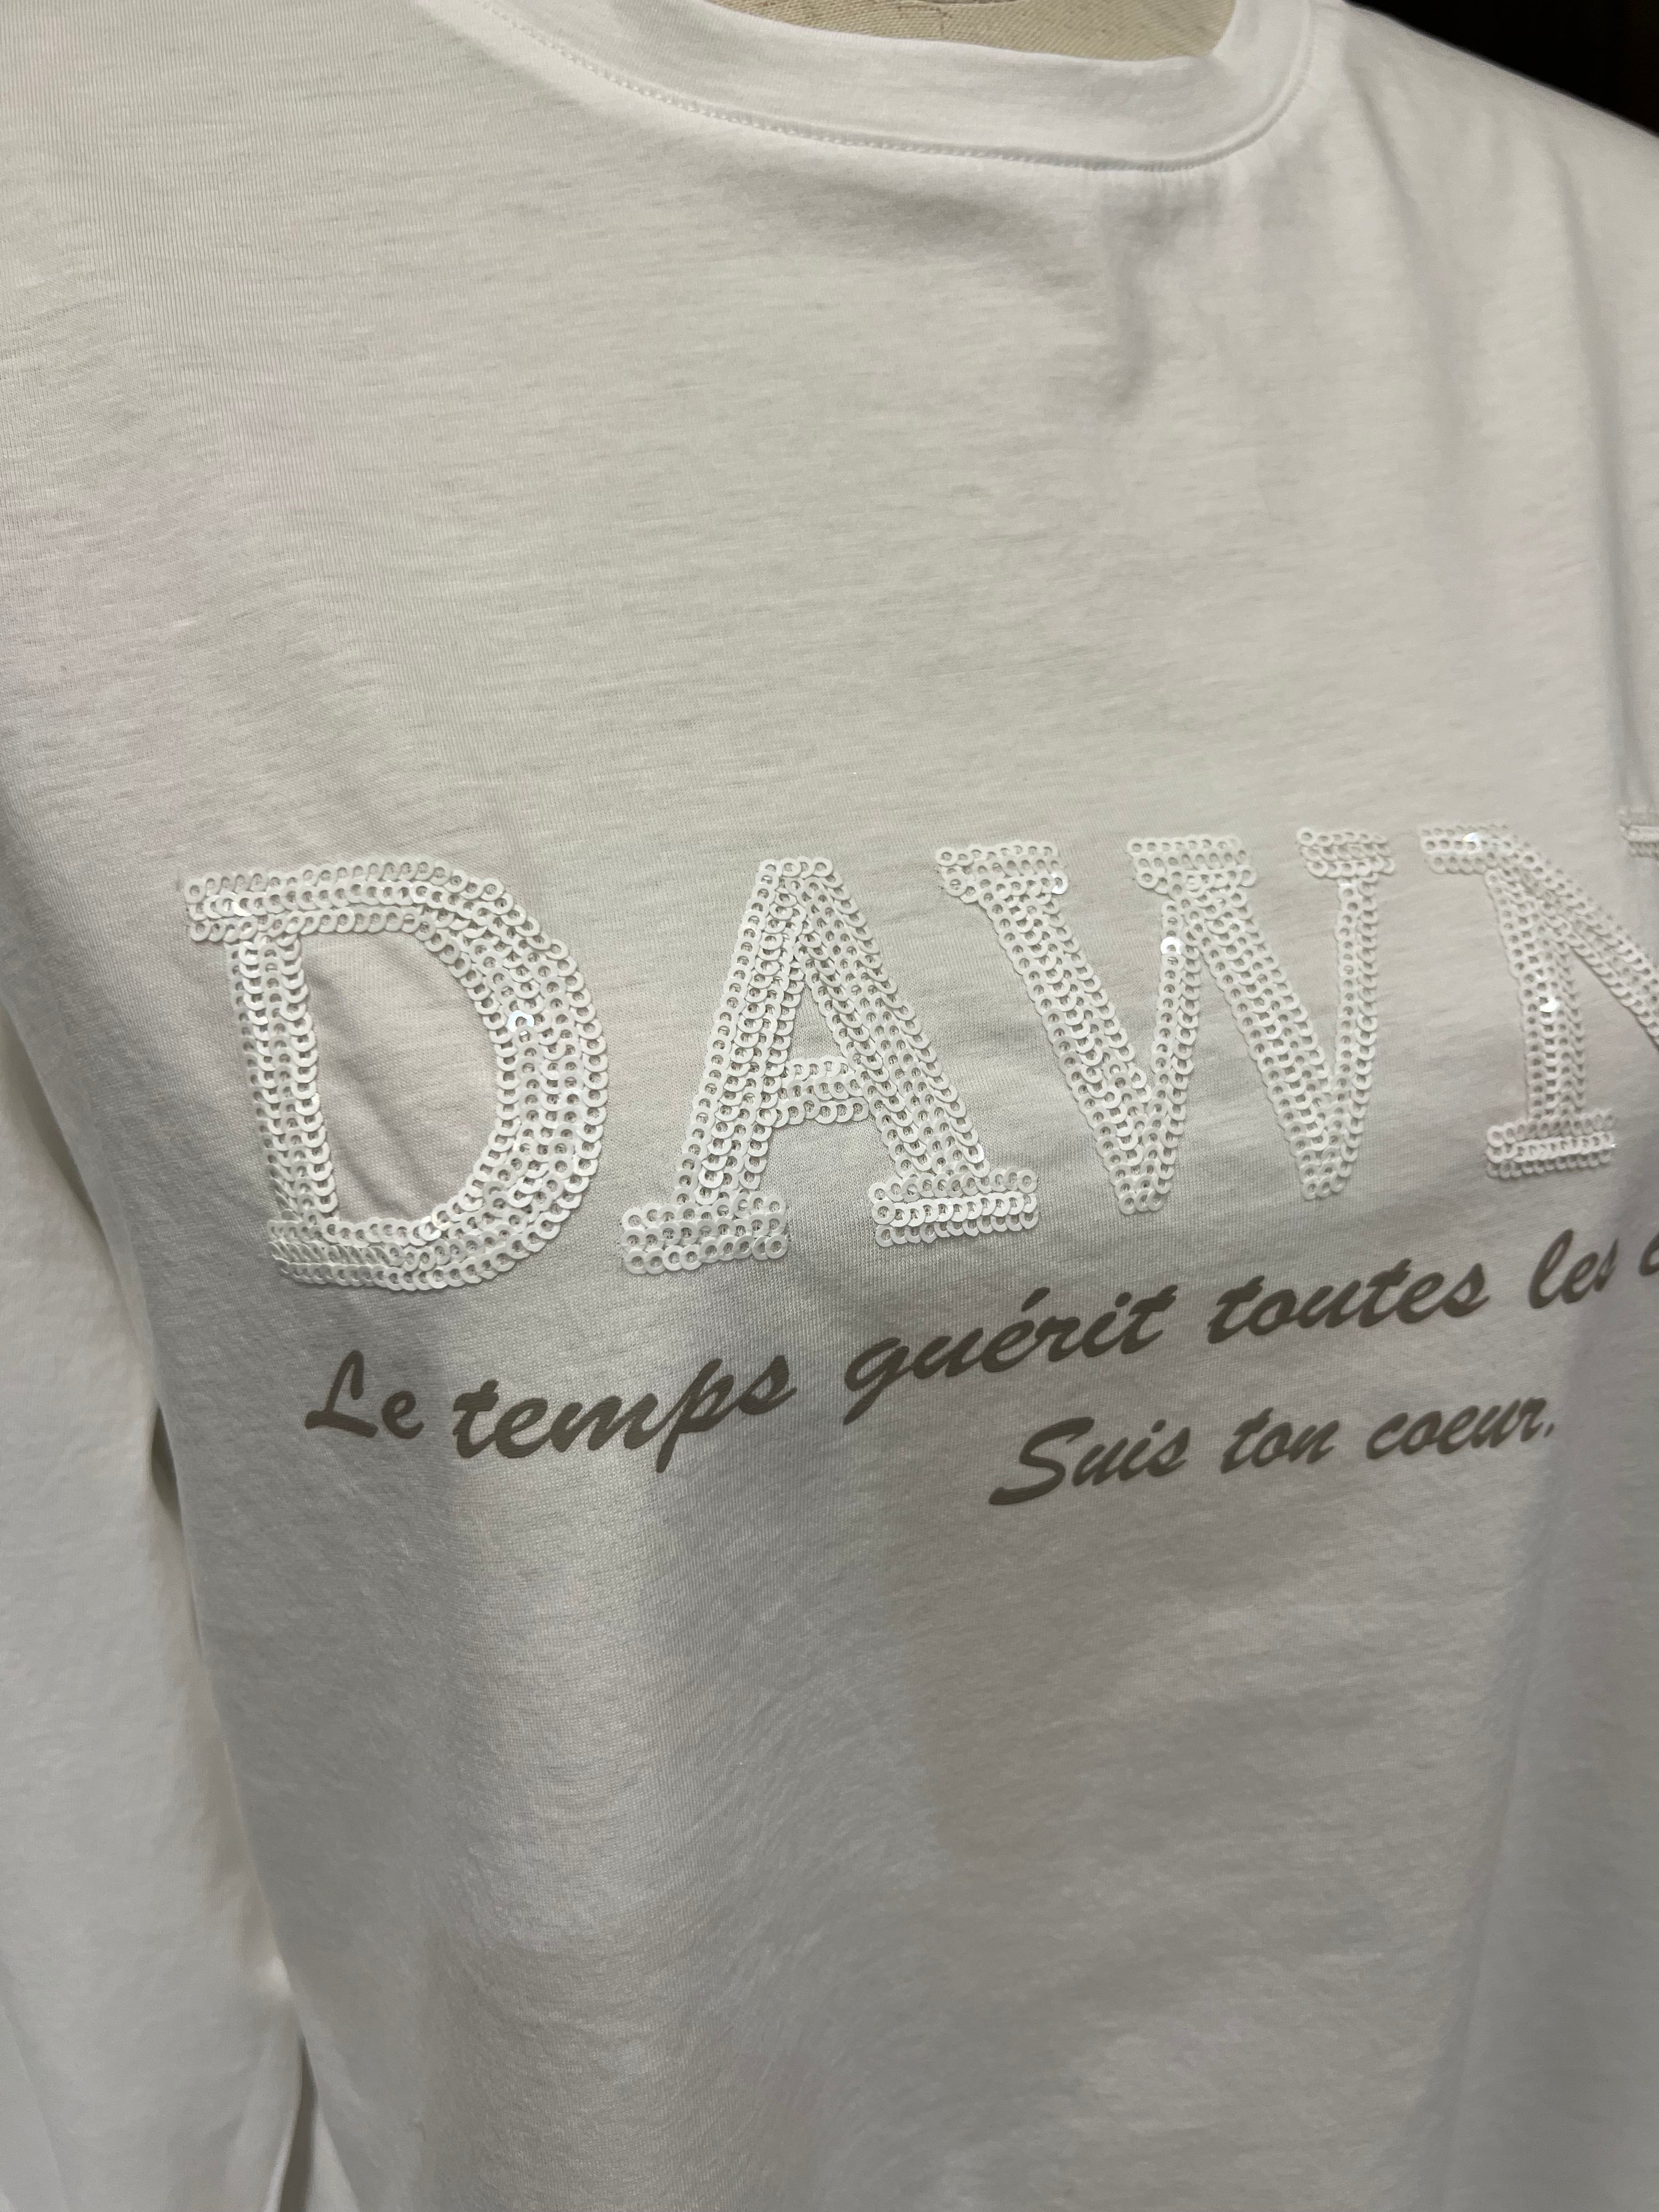 DAWN
Le temps guérit toutes les
Suis ton coeur.